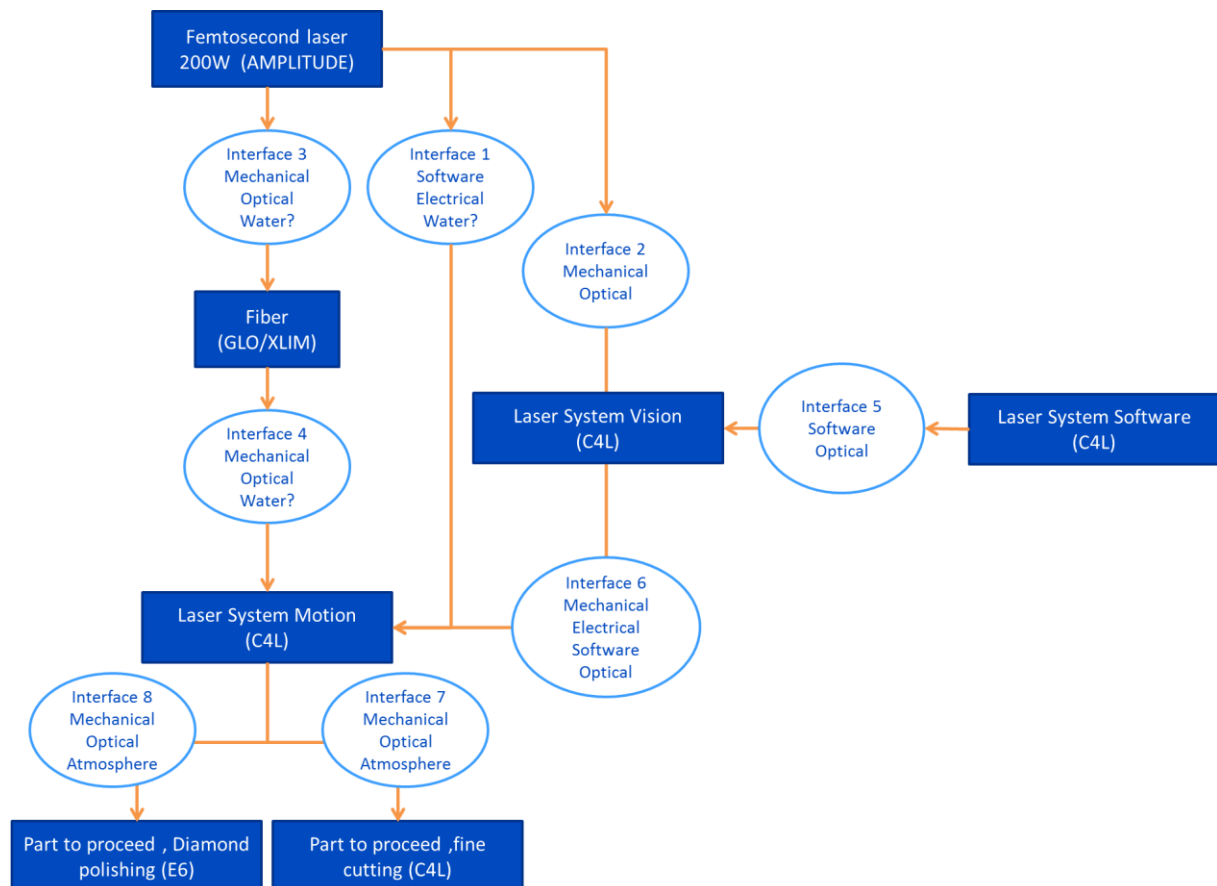 Femtosecond laser
200W (AMPLITUDE)
Interface 3
Mechanical
Optical
Water?
Interface 1
Software
Electrical
Water?
Interface 2
Mechanical
Optical
Fiber
(GLO/XLIM)
Laser System Vision
(C4L)
Interface 5
Software
Optical
Laser System Software
(C4L)
Interface 4
Mechanical
Optical
Water?
Interface 6
Mechanical
Electrical
Software
Optical
Laser System Motion
(C4L)
Interface 8
Mechanical
Optical
Atmosphere
Interface 7
Mechanical
Optical
Atmosphere
Part to proceed , Diamond
polishing (E6)
Part to proceed ,fine
cutting (C4L)